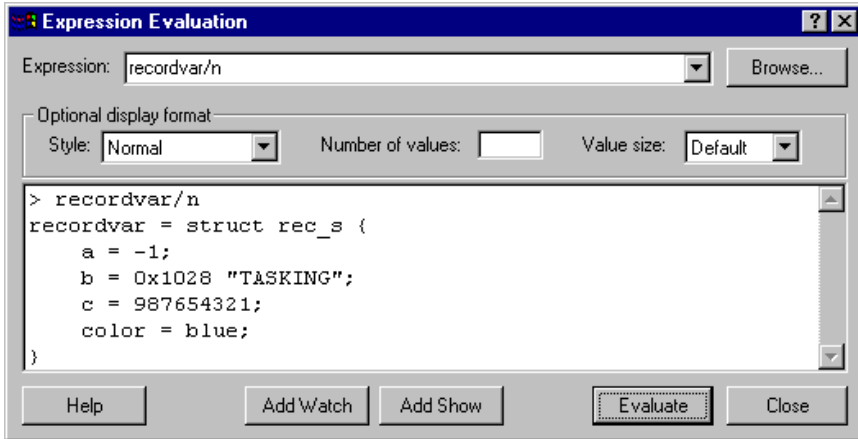 Expression Evaluation
Expression: recordvar/n Browse...
Optional display format
Style: Normal Number of values: Value size: Default
> recordvar/n
recordvar = struct rec_s {
    a = -1;
    b = 0x1028 "TASKING";
    c = 987654321;
    color = blue;
}
Help Add Watch Add Show Evaluate Close